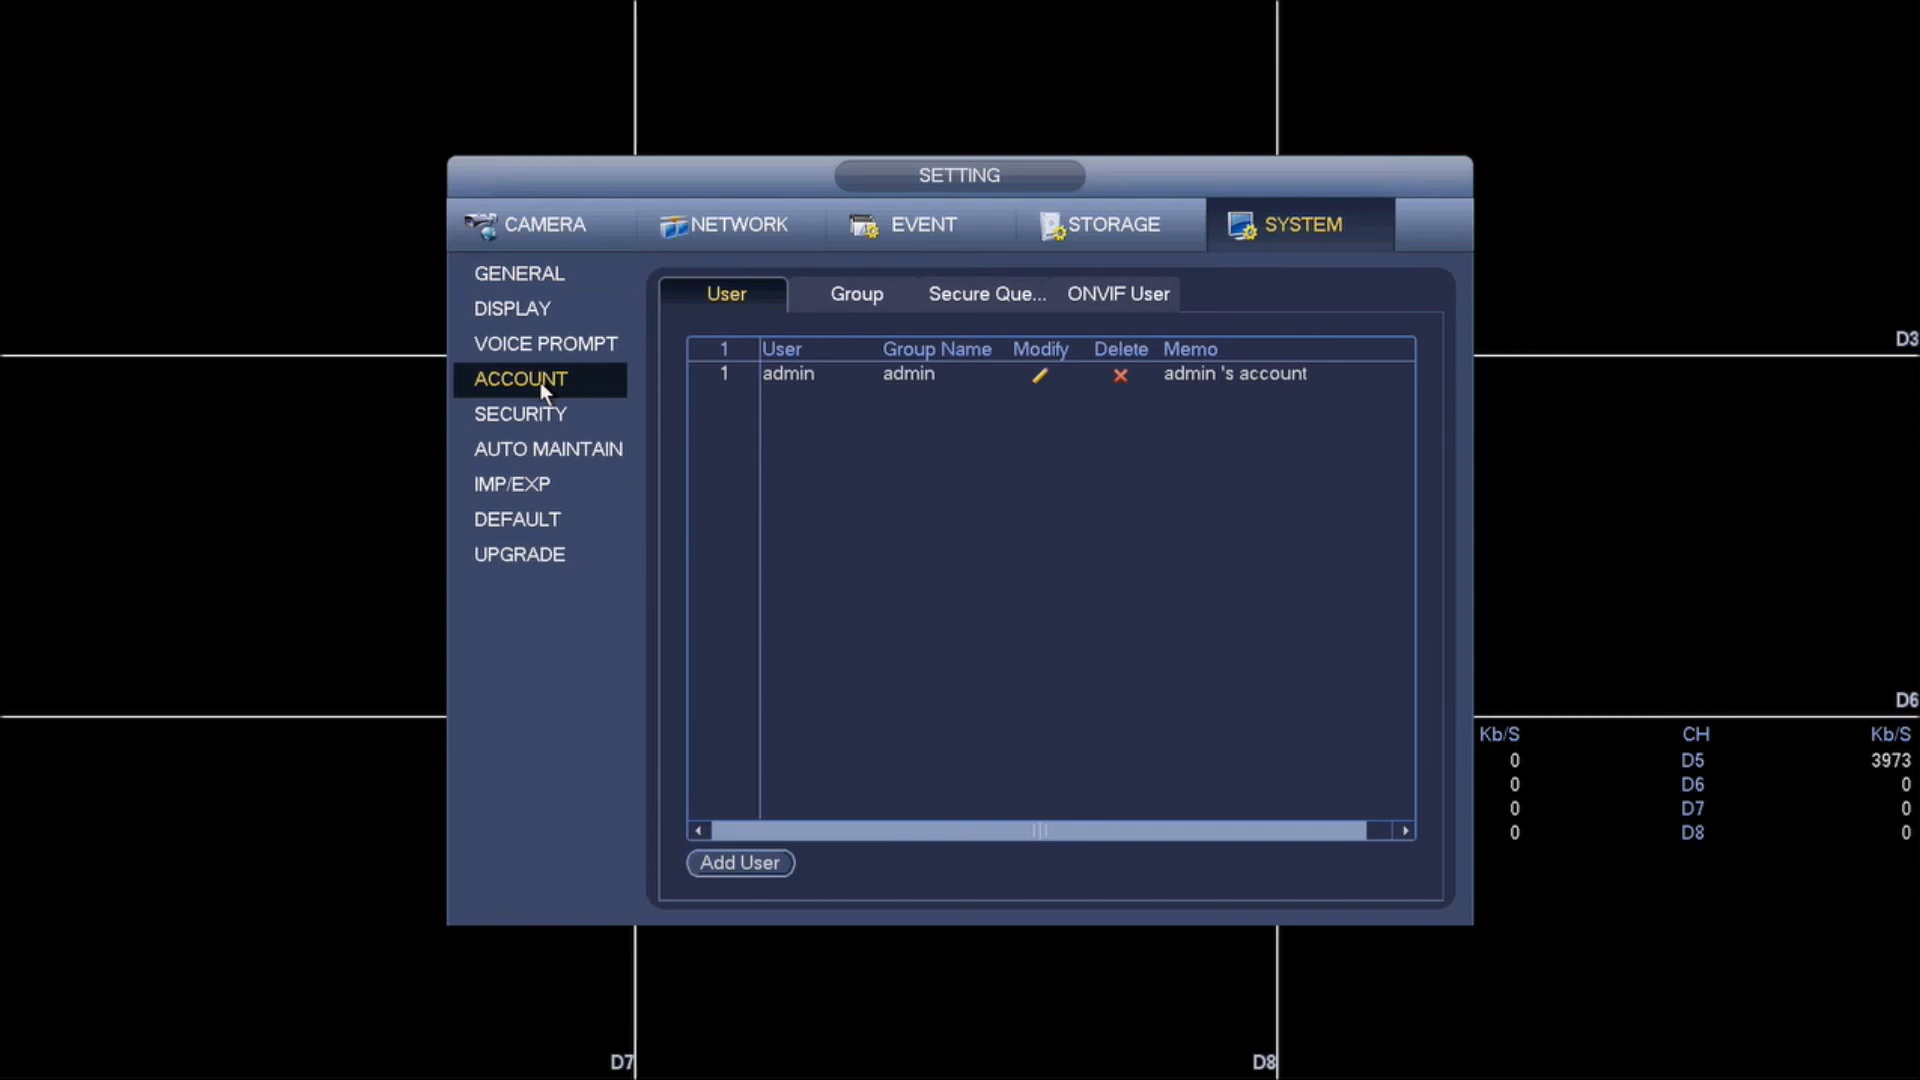 SETTING
CAMERA NETWORK EVENT STORAGE SYSTEM
GENERAL
DISPLAY
VOICE PROMPT
ACCOUNT
SECURITY
AUTO MAINTAIN
IMP/EXP
DEFAULT
UPGRADE
User Group Secure Que... ONVIF User
1 User Group Name Modify Delete Memo
1 admin admin admin 's account
Add User
D3
D6
Kb/S CH Kb/S
0 D5 3973
0 D6 0
0 D7 0
0 D8 0
D7
D8